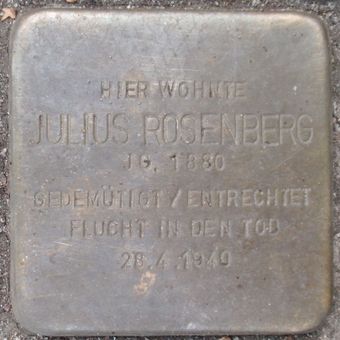 HIER WOHNTE
JULIUS ROSENBERG
JG. 1880
GEDEMÜTIGT / ENTRECHTET
FLUCHT IN DEN TOD
28.4.1940